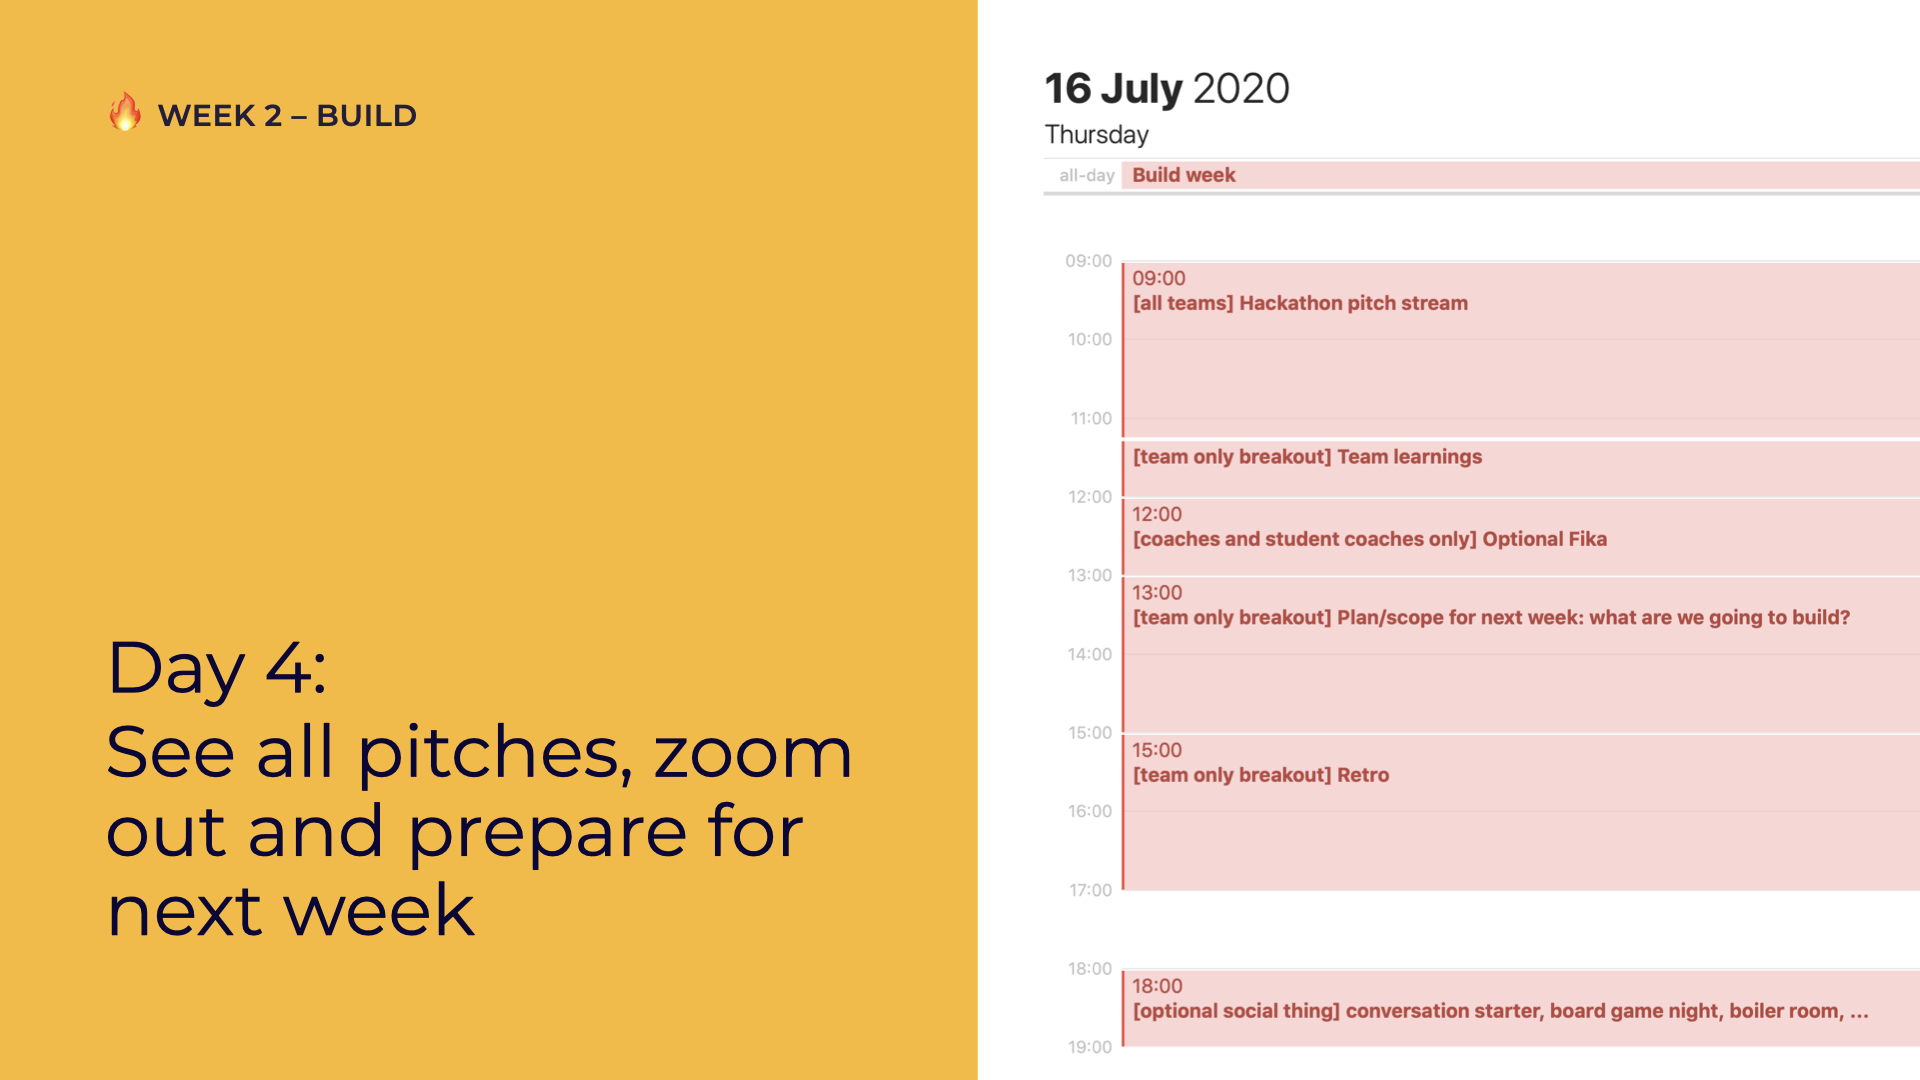 🔥 WEEK 2 – BUILD
Day 4:
See all pitches, zoom
out and prepare for
next week
16 July 2020
Thursday
all-day Build week
09:00
09:00
[all teams] Hackathon pitch stream
10:00
11:00
[team only breakout] Team learnings
12:00
12:00
[coaches and student coaches only] Optional Fika
13:00
13:00
[team only breakout] Plan/scope for next week: what are we going to build?
14:00
15:00
15:00
[team only breakout] Retro
16:00
17:00
18:00
18:00
[optional social thing] conversation starter, board game night, boiler room, ...
19:00